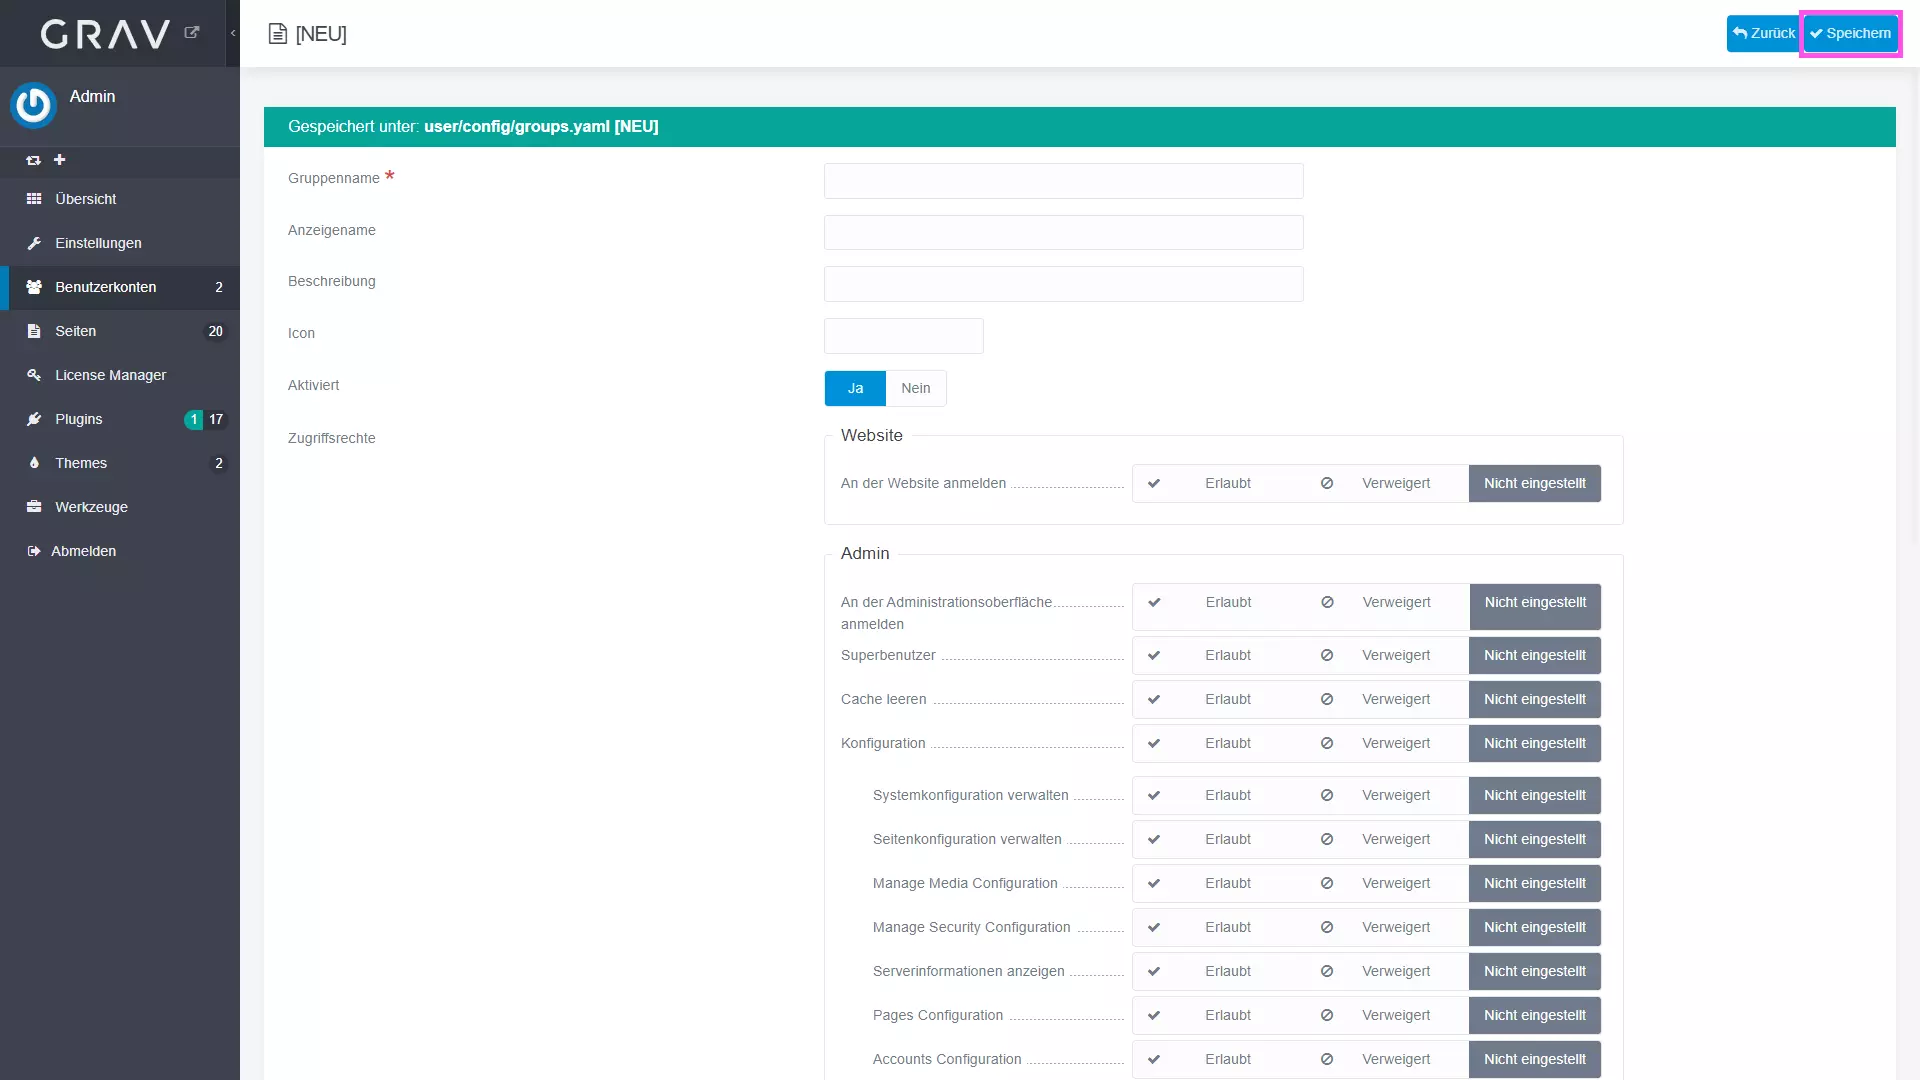 GRAV
[NEU]
Zurück
Speichern
Admin
Gespeichert unter: user/config/groups.yaml [NEU]
Übersicht
Einstellungen
Benutzerkonten 2
Seiten 20
License Manager
Plugins 1 17
Themes 2
Werkzeuge
Abmelden
Gruppenname *
Anzeigename
Beschreibung
Icon
Aktiviert Ja Nein
Zugriffsrechte
Website
An der Website anmelden Erlaubt Verweigert Nicht eingestellt
Admin
An der Administrationsoberfläche Erlaubt Verweigert Nicht eingestellt
anmelden
Superbenutzer Erlaubt Verweigert Nicht eingestellt
Cache leeren Erlaubt Verweigert Nicht eingestellt
Konfiguration Erlaubt Verweigert Nicht eingestellt
Systemkonfiguration verwalten Erlaubt Verweigert Nicht eingestellt
Seitenkonfiguration verwalten Erlaubt Verweigert Nicht eingestellt
Manage Media Configuration Erlaubt Verweigert Nicht eingestellt
Manage Security Configuration Erlaubt Verweigert Nicht eingestellt
Serverinformationen anzeigen Erlaubt Verweigert Nicht eingestellt
Pages Configuration Erlaubt Verweigert Nicht eingestellt
Accounts Configuration Erlaubt Verweigert Nicht eingestellt